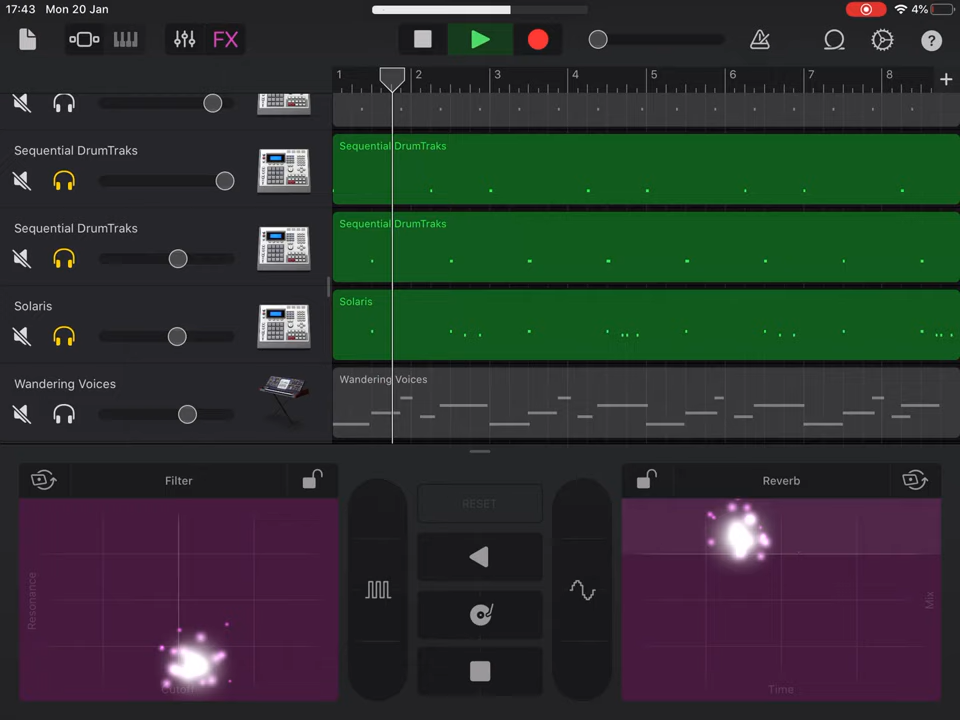 17:43 Mon 20 Jan
4%
FX
1 2 3 4 5 6 7 8
Sequential DrumTraks
Sequential DrumTraks
Sequential DrumTraks
Sequential DrumTraks
Solaris
Solaris
Wandering Voices
Wandering Voices
Filter
RESET
Reverb
Resonance
Cutoff
Mix
Time